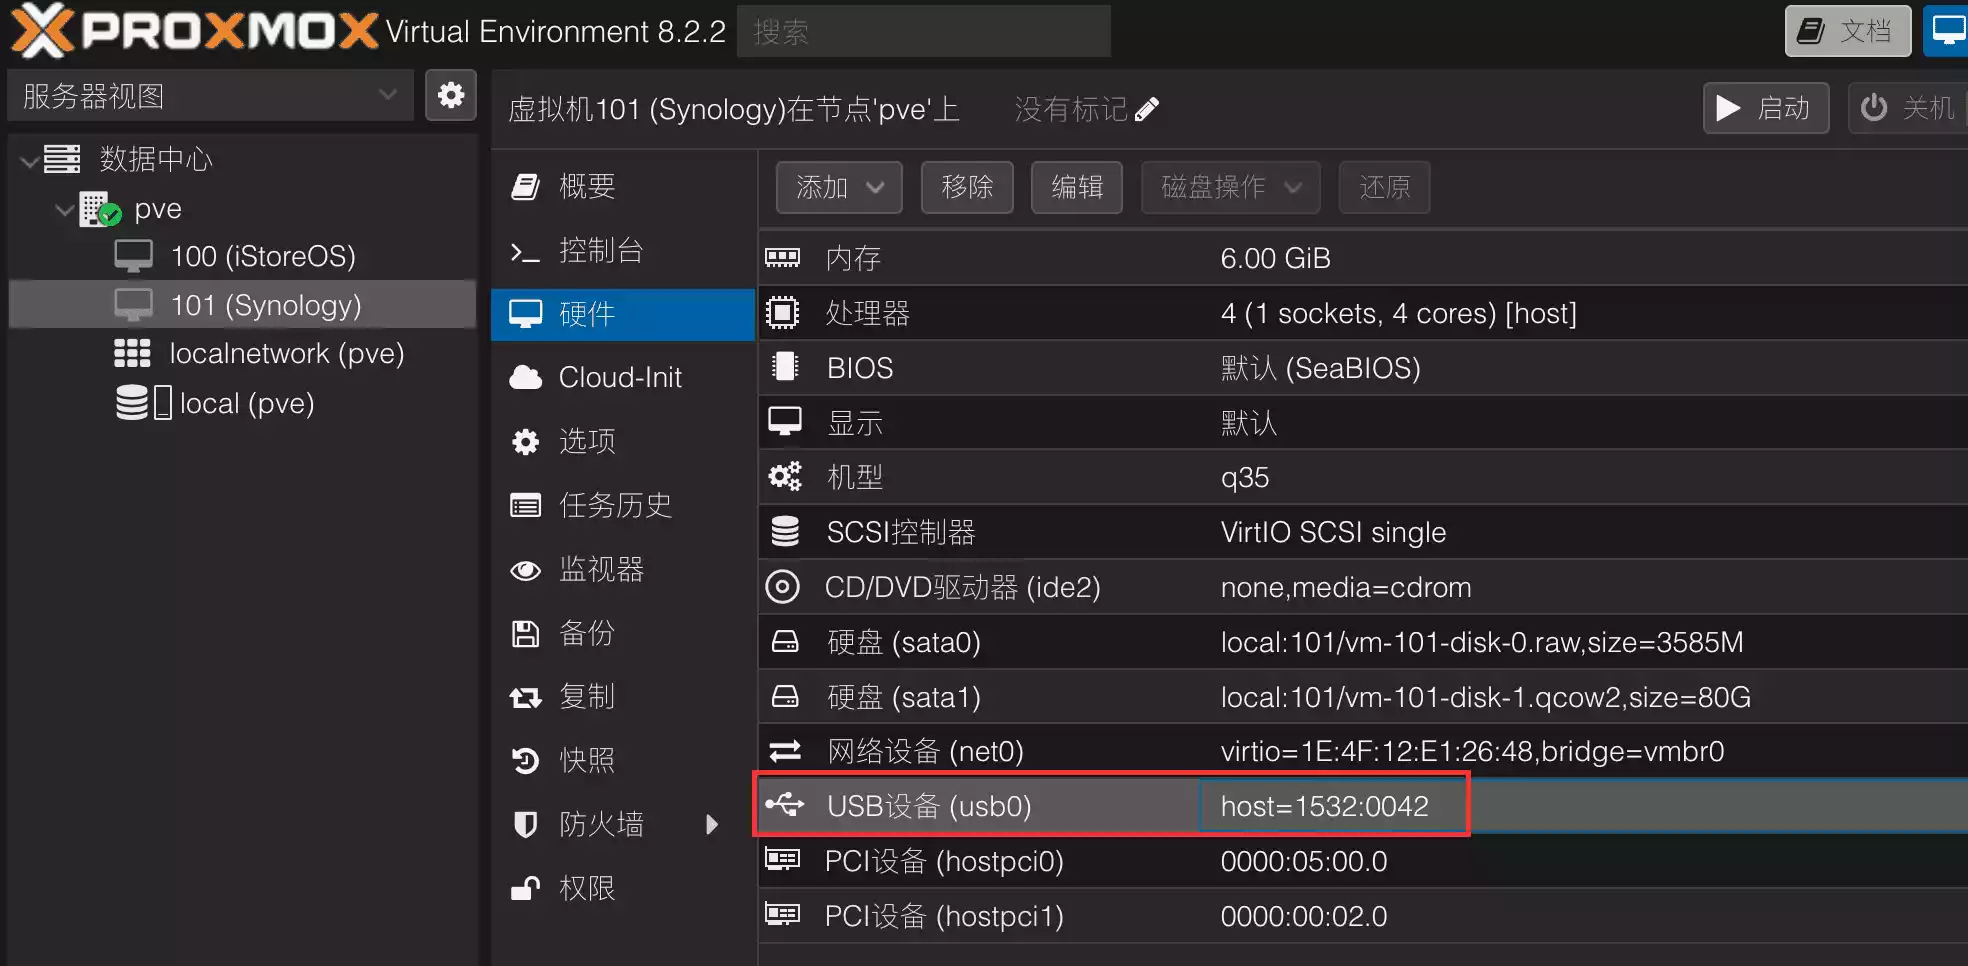 PROXMOX Virtual Environment 8.2.2 搜索 文档
服务器视图
虚拟机101 (Synology)在节点'pve'上 没有标记 启动 关机
数据中心
pve
100 (iStoreOS)
101 (Synology)
localnetwork (pve)
local (pve)
概要
控制台
硬件
Cloud-Init
选项
任务历史
监视器
备份
复制
快照
防火墙
权限
添加 移除 编辑 磁盘操作 还原
内存 6.00 GiB
处理器 4 (1 sockets, 4 cores) [host]
BIOS 默认 (SeaBIOS)
显示 默认
机型 q35
SCSI控制器 VirtIO SCSI single
CD/DVD驱动器 (ide2) none,media=cdrom
硬盘 (sata0) local:101/vm-101-disk-0.raw,size=3585M
硬盘 (sata1) local:101/vm-101-disk-1.qcow2,size=80G
网络设备 (net0) virtio=1E:4F:12:E1:26:48,bridge=vmbr0
USB设备 (usb0) host=1532:0042
PCI设备 (hostpci0) 0000:05:00.0
PCI设备 (hostpci1) 0000:00:02.0